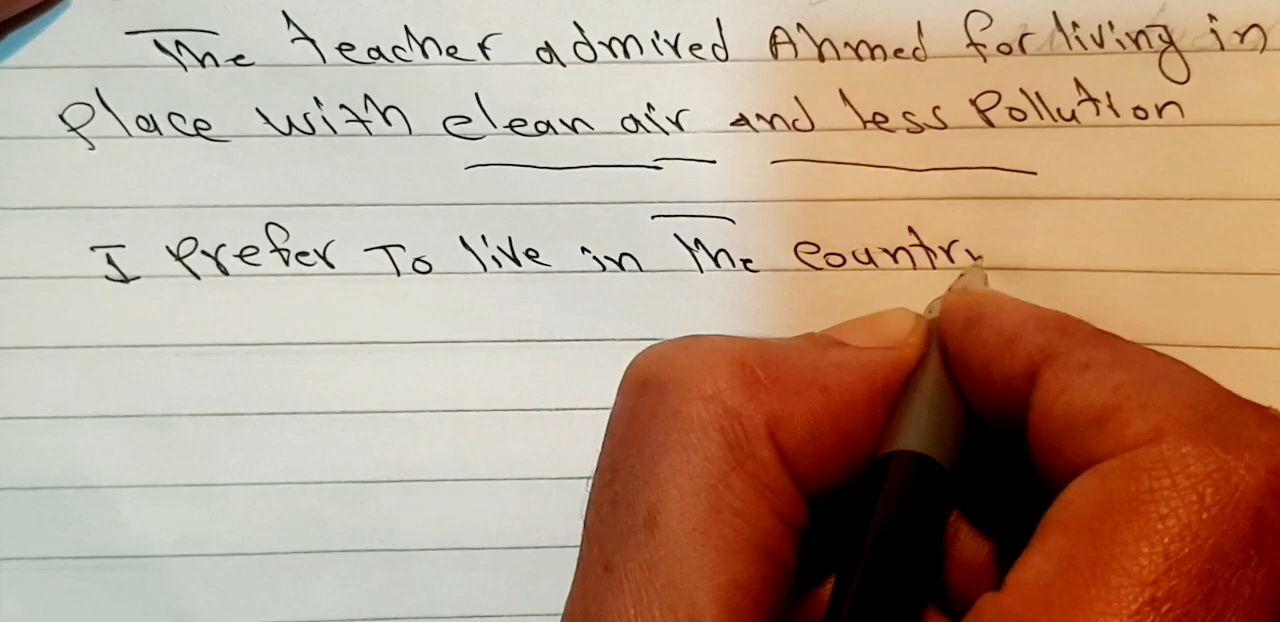 The teacher admired Ahmed for living in
place with clean air and less pollution
I prefer To live in The country